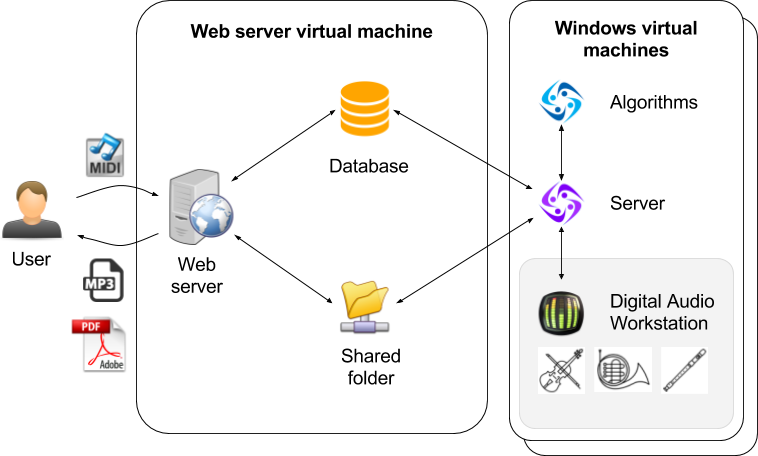 Web server virtual machine
Windows virtual
machines
MIDI
Algorithms
Database
Server
User
Web
server
MP3
PDF
Adobe
Shared
folder
Digital Audio
Workstation